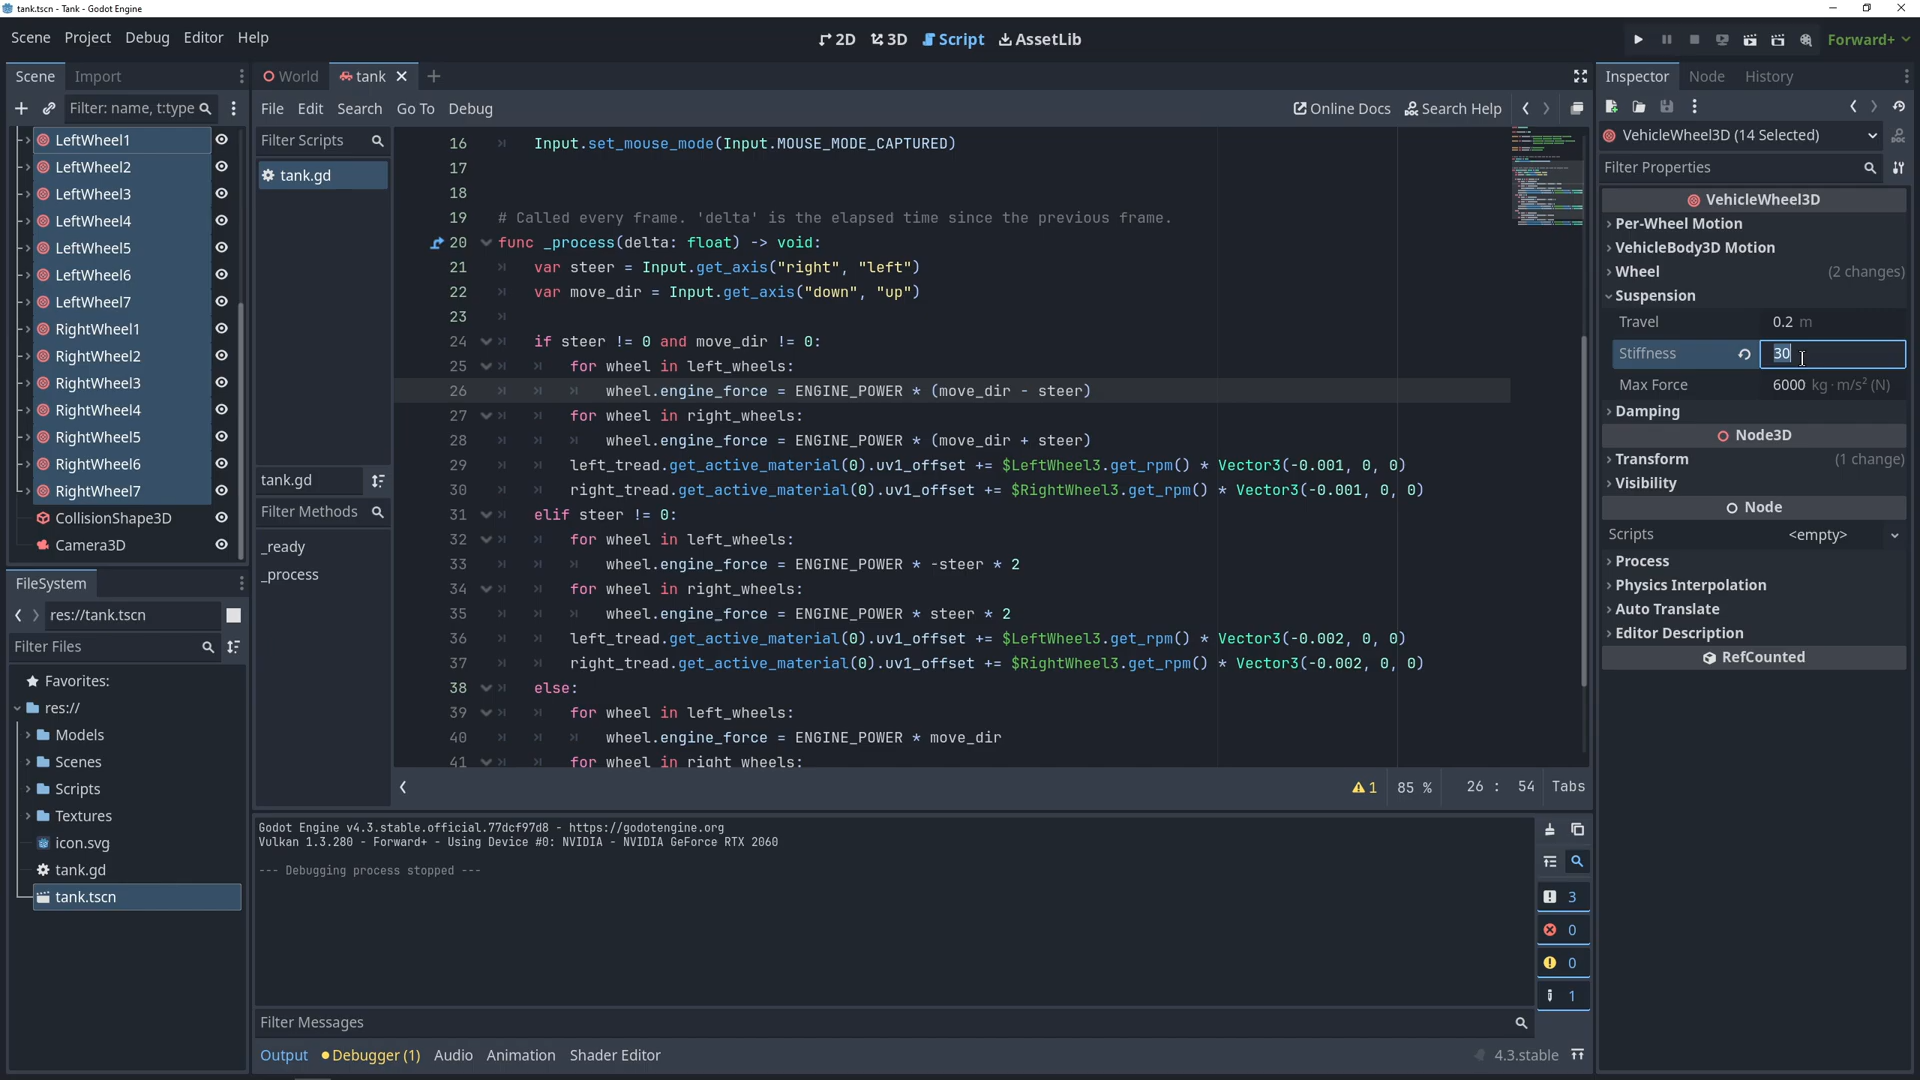 tank.tscn - Tank - Godot Engine
Scene Project Debug Editor Help
2D 3D Script AssetLib
Forward+
Scene Import
Filter: name, t:type
LeftWheel1
LeftWheel2
LeftWheel3
LeftWheel4
LeftWheel5
LeftWheel6
LeftWheel7
RightWheel1
RightWheel2
RightWheel3
RightWheel4
RightWheel5
RightWheel6
RightWheel7
CollisionShape3D
Camera3D
FileSystem
res://tank.tscn
Filter Files
Favorites:
res://
Models
Scenes
Scripts
Textures
icon.svg
tank.gd
tank.tscn
World tank
File Edit Search Go To Debug
Online Docs Search Help
Filter Scripts
tank.gd
tank.gd
Filter Methods
_ready
_process
16 Input.set_mouse_mode(Input.MOUSE_MODE_CAPTURED)
17
18
19 # Called every frame. 'delta' is the elapsed time since the previous frame.
20 func _process(delta: float) -> void:
21 var steer = Input.get_axis("right", "left")
22 var move_dir = Input.get_axis("down", "up")
23
24 if steer != 0 and move_dir != 0:
25 for wheel in left_wheels:
26 wheel.engine_force = ENGINE_POWER * (move_dir - steer)
27 for wheel in right_wheels:
28 wheel.engine_force = ENGINE_POWER * (move_dir + steer)
29 left_tread.get_active_material(0).uv1_offset += $LeftWheel3.get_rpm() * Vector3(-0.001, 0, 0)
30 right_tread.get_active_material(0).uv1_offset += $RightWheel3.get_rpm() * Vector3(-0.001, 0, 0)
31 elif steer != 0:
32 for wheel in left_wheels:
33 wheel.engine_force = ENGINE_POWER * -steer * 2
34 for wheel in right_wheels:
35 wheel.engine_force = ENGINE_POWER * steer * 2
36 left_tread.get_active_material(0).uv1_offset += $LeftWheel3.get_rpm() * Vector3(-0.002, 0, 0)
37 right_tread.get_active_material(0).uv1_offset += $RightWheel3.get_rpm() * Vector3(-0.002, 0, 0)
38 else:
39 for wheel in left_wheels:
40 wheel.engine_force = ENGINE_POWER * move_dir
41 for wheel in right_wheels:
1 85 % 26 : 54 Tabs
Godot Engine v4.3.stable.official.77dcf97d8 - https://godotengine.org
Vulkan 1.3.280 - Forward+ - Using Device #0: NVIDIA - NVIDIA GeForce RTX 2060
--- Debugging process stopped ---
3
0
0
1
Filter Messages
Output Debugger (1) Audio Animation Shader Editor
4.3.stable
Inspector Node History
VehicleWheel3D (14 Selected)
Filter Properties
VehicleWheel3D
Per-Wheel Motion
VehicleBody3D Motion
Wheel (2 changes)
Suspension
Travel 0.2 m
Stiffness 30
Max Force 6000 kg·m/s² (N)
Damping
Node3D
Transform (1 change)
Visibility
Node
Scripts <empty>
Process
Physics Interpolation
Auto Translate
Editor Description
RefCounted